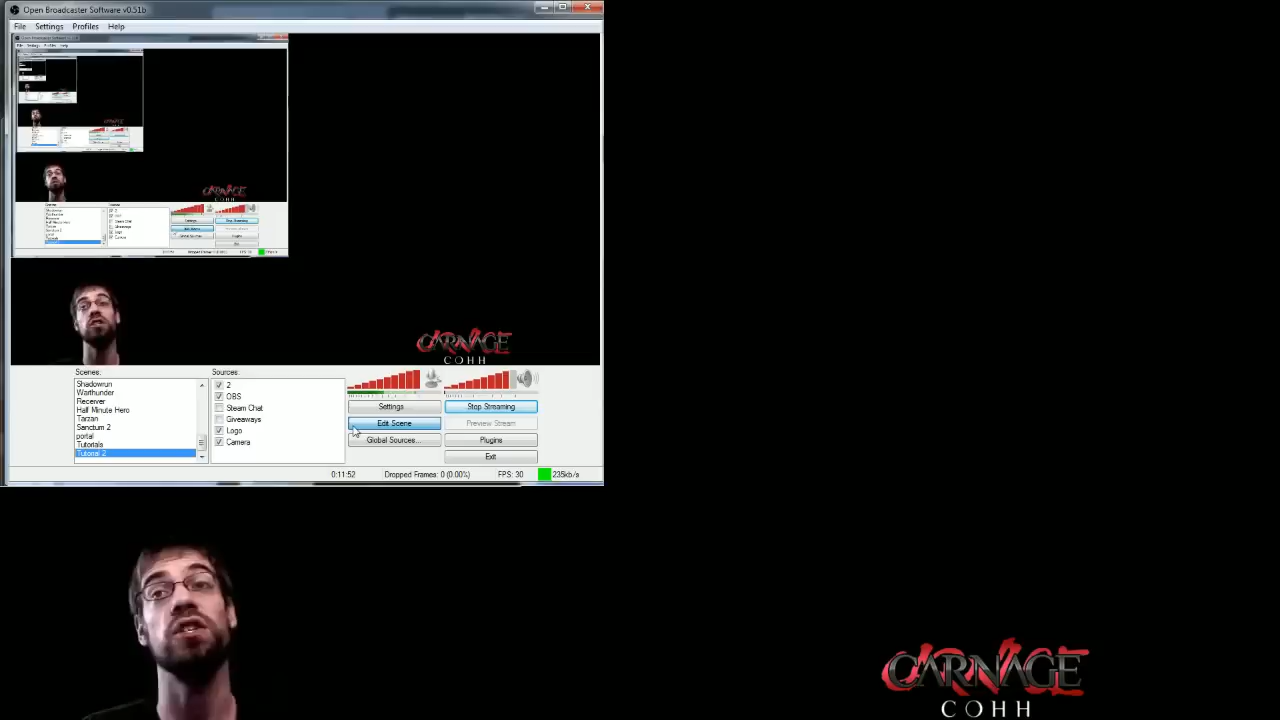 Open Broadcaster Software v0.51b
File Settings Profiles Help
CARNAGE
COHH
Scenes:
Shadowrun
Warthunder
Receiver
Half Minute Hero
Tarzan
Sanctum 2
portal
Tutorials
Tutorial 2
Sources:
2
OBS
Steam Chat
Giveaways
Logo
Camera
Settings...
Stop Streaming
Edit Scene
Preview Stream
Global Sources...
Plugins
Exit
0:11:52 Dropped Frames: 0 (0.00%) FPS: 30 235kb/s
CARNAGE
COHH